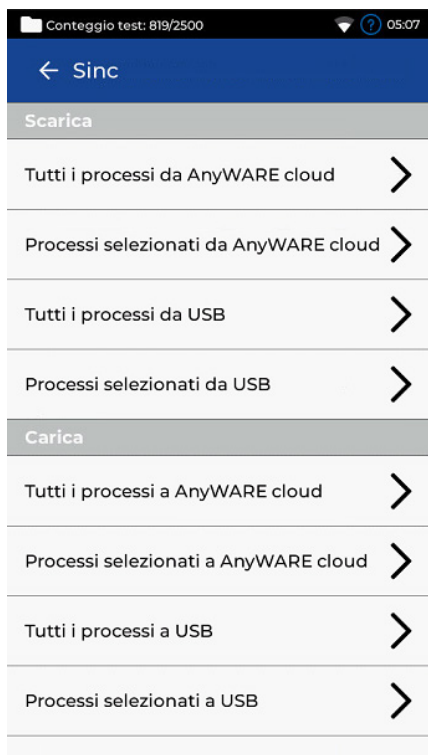 Conteggio test: 819/2500 ? 05:07
← Sinc
Scarica
Tutti i processi da AnyWARE cloud
Processi selezionati da AnyWARE cloud
Tutti i processi da USB
Processi selezionati da USB
Carica
Tutti i processi a AnyWARE cloud
Processi selezionati a AnyWARE cloud
Tutti i processi a USB
Processi selezionati a USB